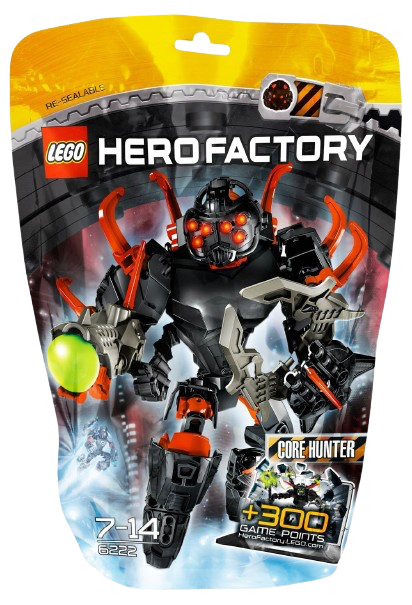 RE-SEALABLE
LEGO HERO FACTORY
CORE HUNTER
+300
GAME POINTS
HeroFactory.LEGO.com
7-14
6222